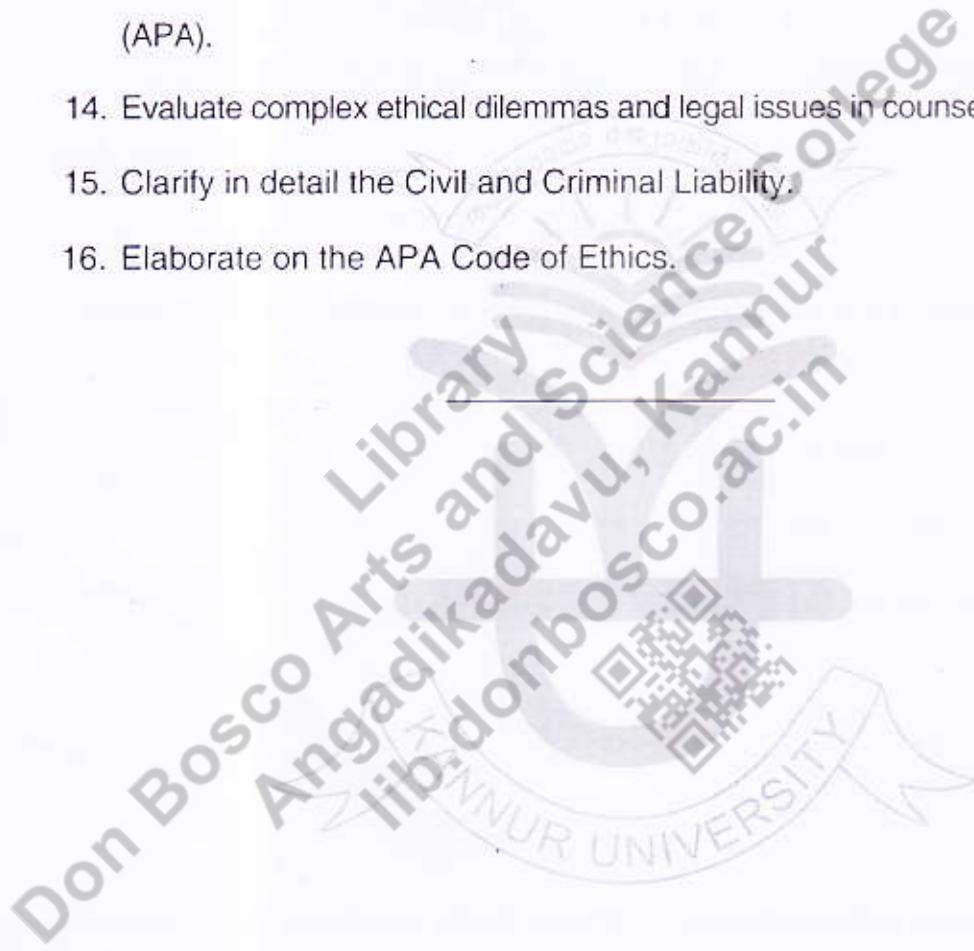 (APA).
14. Evaluate complex ethical dilemmas and legal issues in counse
15. Clarify in detail the Civil and Criminal Liability.
16. Elaborate on the APA Code of Ethics.
Library
Don Bosco Arts and Science College
Angadikadavu, Kannur
lib.donbosco.ac.in
KANNUR UNIVERSITY